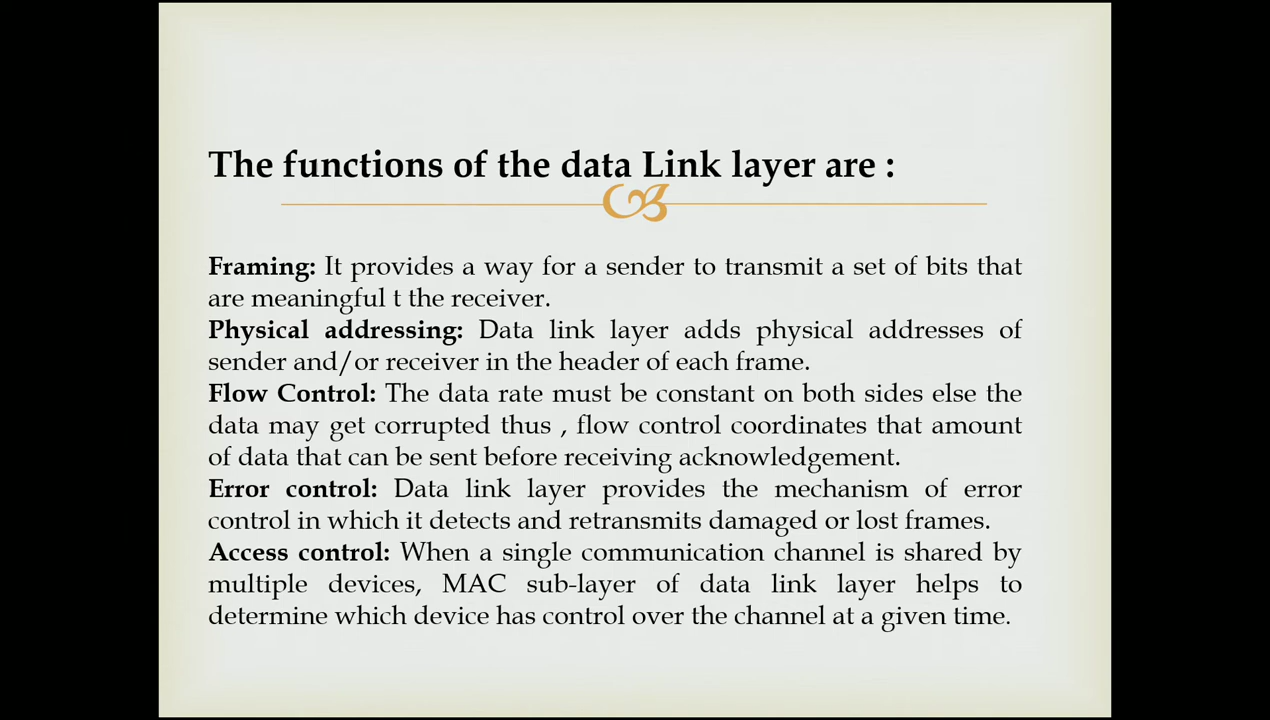 The functions of the data Link layer are :
Framing: It provides a way for a sender to transmit a set of bits that
are meaningful t the receiver.
Physical addressing: Data link layer adds physical addresses of
sender and/or receiver in the header of each frame.
Flow Control: The data rate must be constant on both sides else the
data may get corrupted thus , flow control coordinates that amount
of data that can be sent before receiving acknowledgement.
Error control: Data link layer provides the mechanism of error
control in which it detects and retransmits damaged or lost frames.
Access control: When a single communication channel is shared by
multiple devices, MAC sub-layer of data link layer helps to
determine which device has control over the channel at a given time.